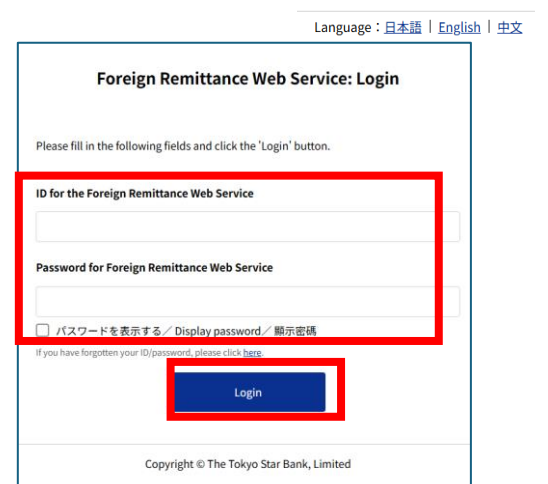 Language：日本語 | English | 中文
Foreign Remittance Web Service: Login
Please fill in the following fields and click the 'Login' button.
ID for the Foreign Remittance Web Service
Password for Foreign Remittance Web Service
パスワードを表示する／ Display password／ 顯示密碼
If you have forgotten your ID/password, please click here.
Login
Copyright © The Tokyo Star Bank, Limited